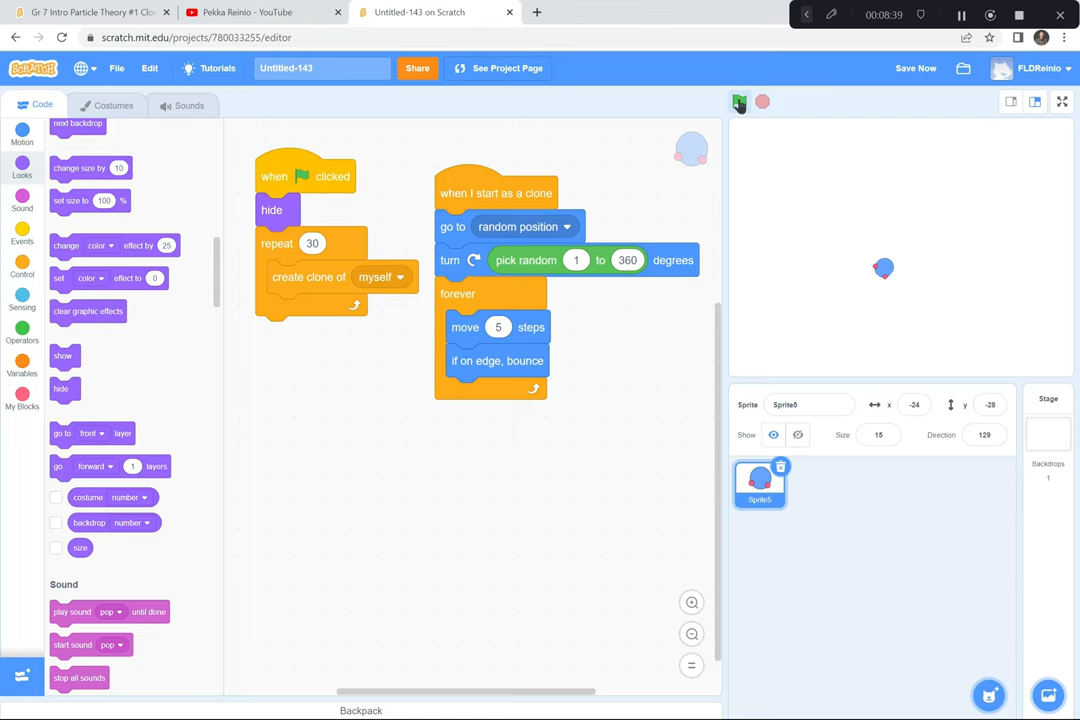 Gr 7 Intro Particle Theory #1 Clo
Pekka Reinio - YouTube
Untitled-143 on Scratch
00:08:39
scratch.mit.edu/projects/780033255/editor
SCRATCH
File
Edit
Tutorials
Untitled-143
Share
See Project Page
Save Now
FLDReinio
Code
Costumes
Sounds
Motion
Looks
Sound
Events
Control
Sensing
Operators
Variables
My Blocks
next backdrop
change size by 10
set size to 100 %
change color effect by 25
set color effect to 0
clear graphic effects
show
hide
go to front layer
go forward 1 layers
costume number
backdrop number
size
Sound
play sound pop until done
start sound pop
stop all sounds
when clicked
hide
repeat 30
create clone of myself
when I start as a clone
go to random position
turn pick random 1 to 360 degrees
forever
move 5 steps
if on edge, bounce
Sprite Sprite5 x -24 y -28
Show Size 15 Direction 129
Sprite5
Stage
Backdrops
1
Backpack